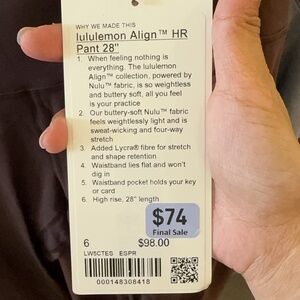 WHY WE MADE THIS
lululemon Align™ HR
Pant 28"
1. When feeling nothing is
everything. The lululemon
Align™ collection, powered by
Nulu™ fabric, is so weightless
and buttery soft, all you feel
is your practice
2. Our buttery-soft Nulu™ fabric
feels weightlessly light and is
sweat-wicking and four-way
stretch
3. Added Lycra® fibre for stretch
and shape retention
4. Waistband lies flat and won't
dig in
5. Waistband pocket holds your key
or card
6. High rise, 28" length
$74
Final Sale
6 $98.00
LW5CTES ESPR
000148308418